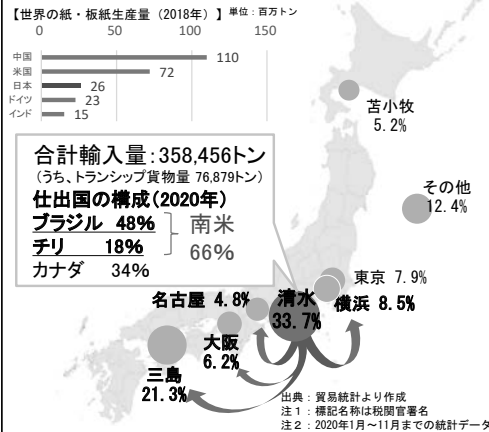 【世界の紙・板紙生産量（2018年）】 単位：百万トン
0 50 100 150
中国 110
米国 72
日本 26
ドイツ 23
インド 15
合計輸入量：358,456トン
（うち、トランシップ貨物量 76,879トン）
仕出国の構成（2020年）
ブラジル 48%
チリ 18%
カナダ 34%
南米
66%
苫小牧
5.2%
その他
12.4%
東京 7.9%
横浜 8.5%
清水
33.7%
名古屋 4.8%
大阪
6.2%
三島
21.3%
出典：貿易統計より作成
注1：標記名称は税関官署名
注2：2020年1月～11月までの統計データ